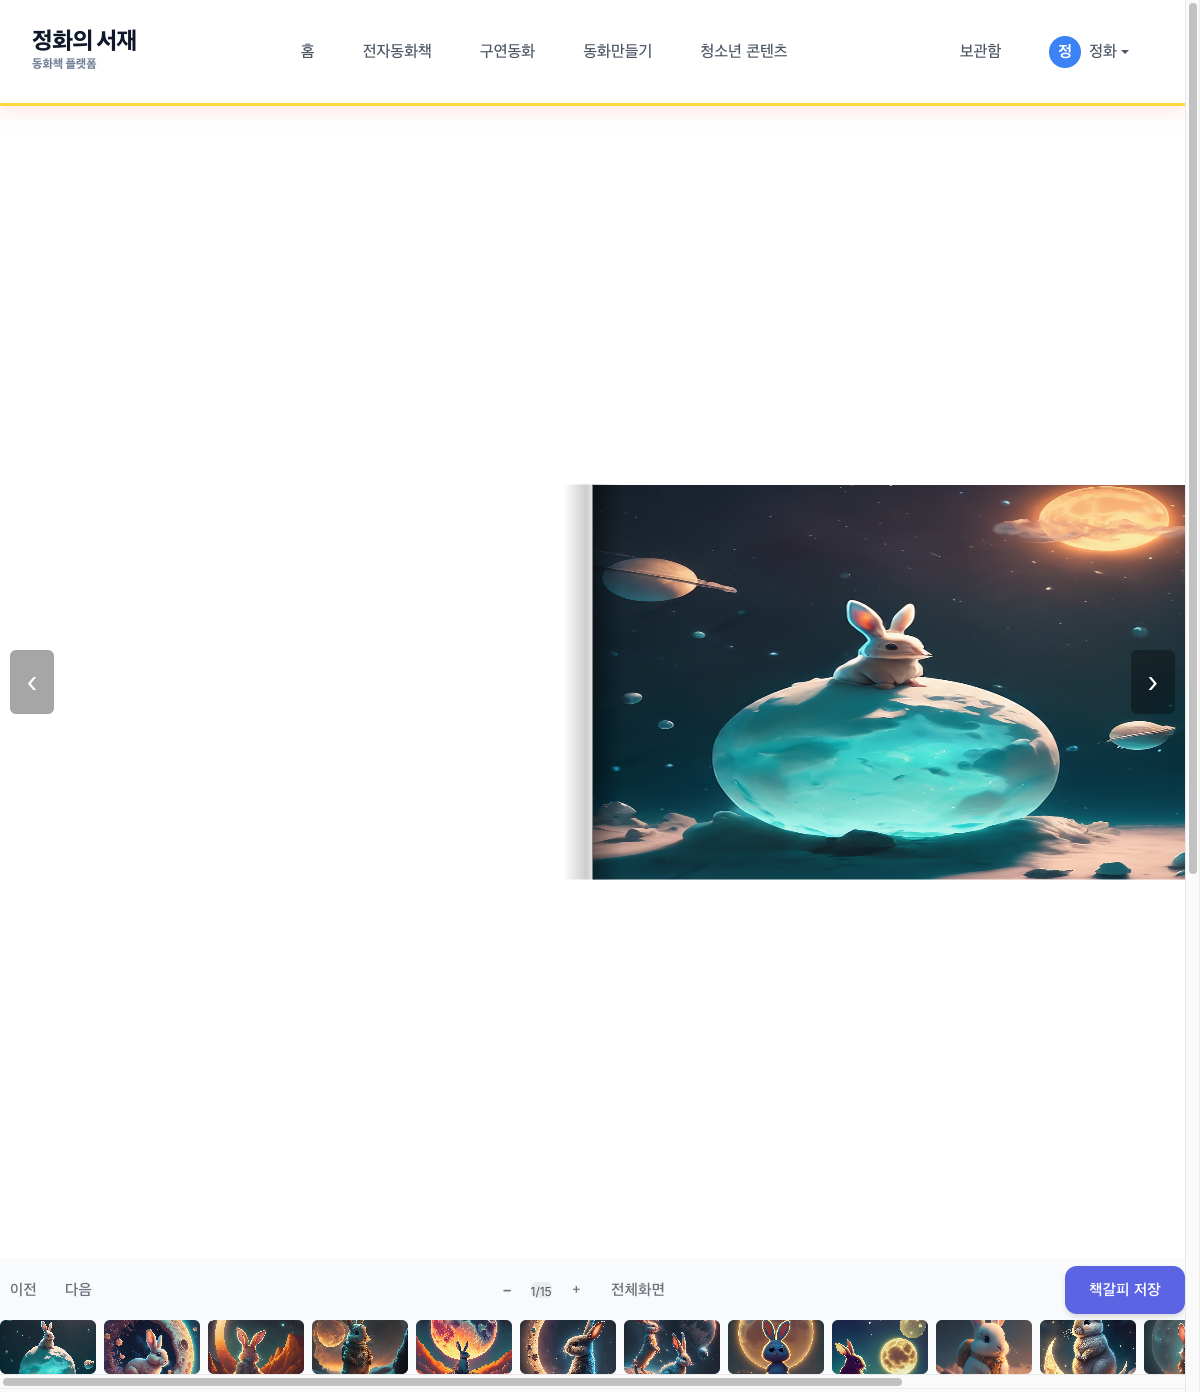 정화의 서재
동화책 플랫폼
홈
전자동화책
구연동화
동화만들기
청소년 콘텐츠
보관함
정
정화
‹
›
이전
다음
−
1/15
+
전체화면
책갈피 저장